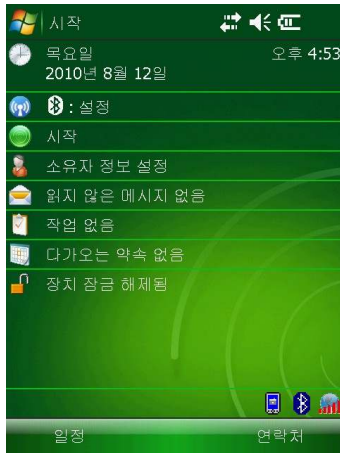 시작
목요일 오후 4:53
2010년 8월 12일
: 설정
시작
소유자 정보 설정
읽지 않은 메시지 없음
작업 없음
다가오는 약속 없음
장치 잠금 해제됨
일정 연락처